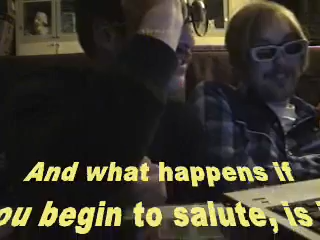 And what happens if
ou begin to salute, is